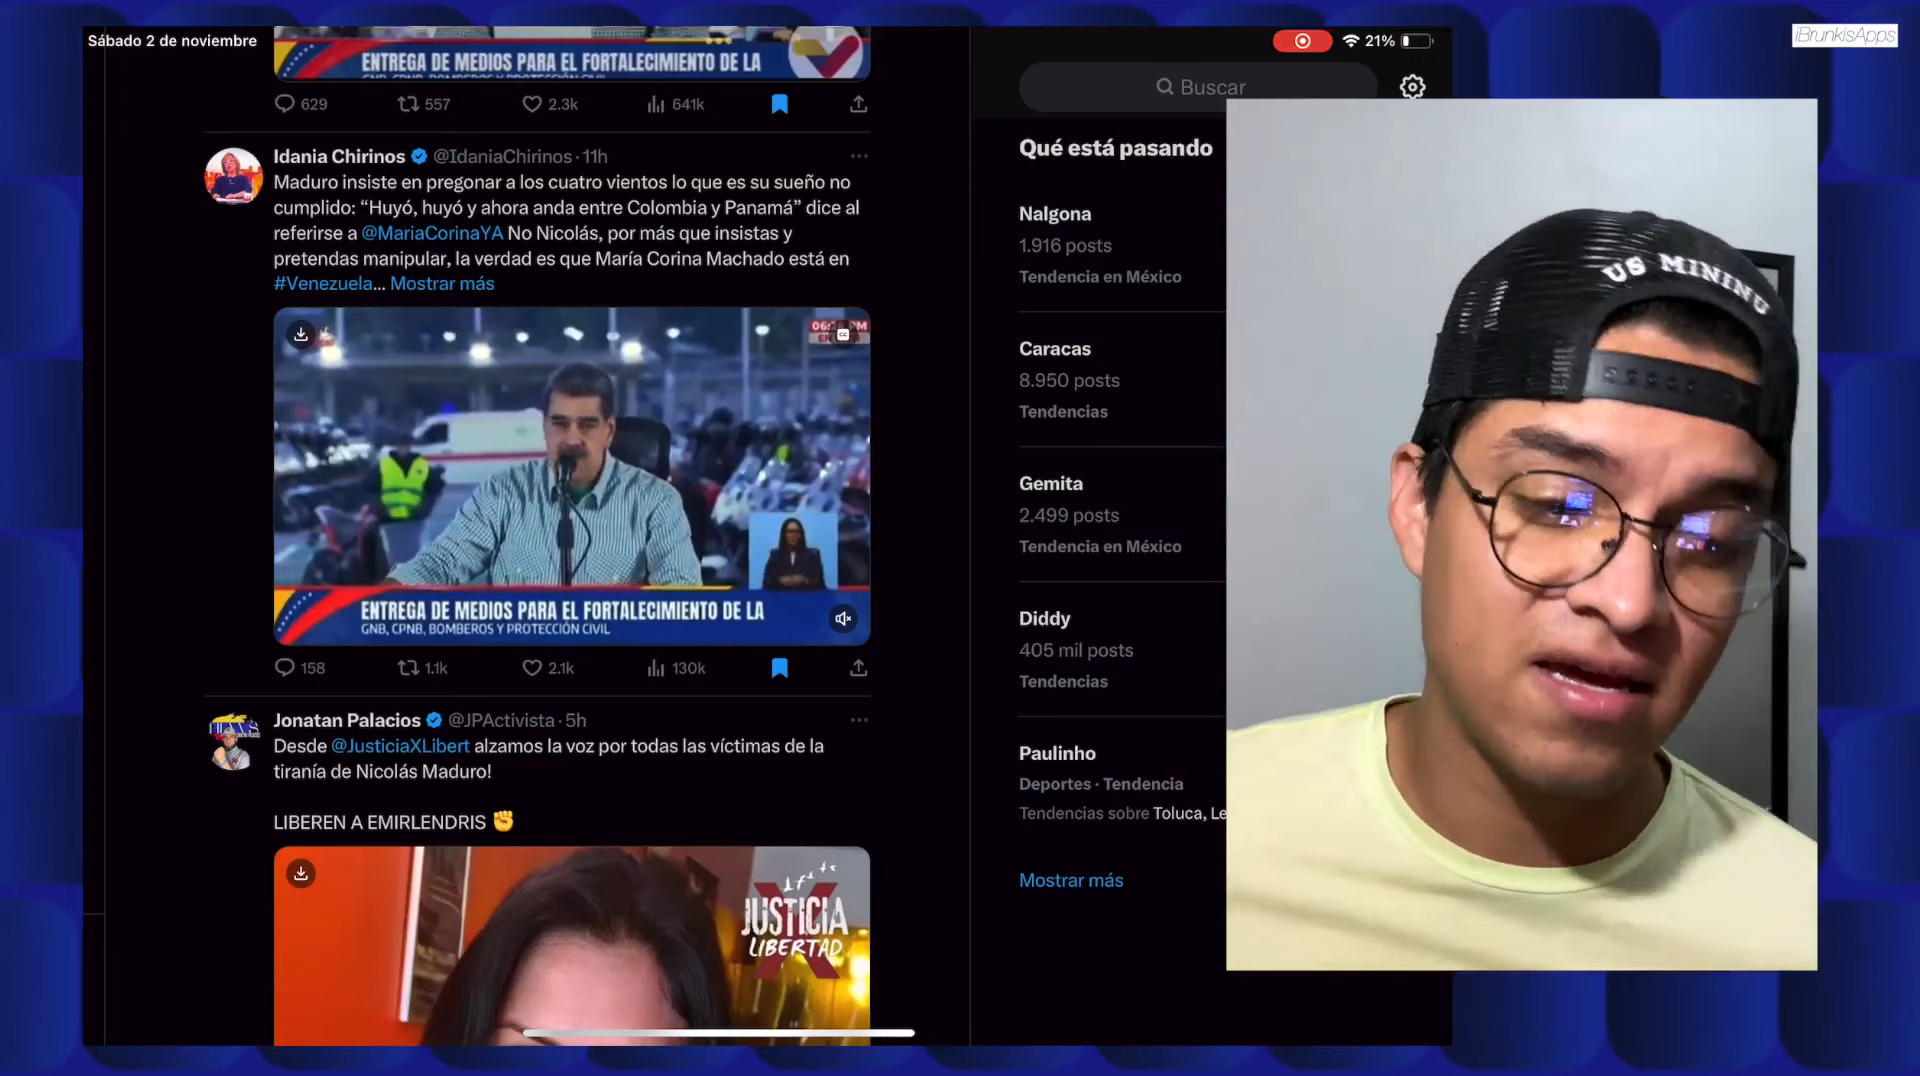 Sábado 2 de noviembre
21%
iBrunkisApps
ENTREGA DE MEDIOS PARA EL FORTALECIMIENTO DE LA
GNB, CPNB, BOMBEROS Y PROTECCIÓN CIVIL
629 557 2.3k 641k
Idania Chirinos @IdaniaChirinos · 11h
Maduro insiste en pregonar a los cuatro vientos lo que es su sueño no
cumplido: “Huyó, huyó y ahora anda entre Colombia y Panamá” dice al
referirse a @MariaCorinaYA No Nicolás, por más que insistas y
pretendas manipular, la verdad es que María Corina Machado está en
#Venezuela... Mostrar más
CC
ENTREGA DE MEDIOS PARA EL FORTALECIMIENTO DE LA
GNB, CPNB, BOMBEROS Y PROTECCIÓN CIVIL
158 1.1k 2.1k 130k
Jonatan Palacios @JPActivista · 5h
Desde @JusticiaXLibert alzamos la voz por todas las víctimas de la
tiranía de Nicolás Maduro!
LIBEREN A EMIRLENDRIS ✊
JUSTICIA
X
LIBERTAD
Buscar
Qué está pasando
Nalgona
1.916 posts
Tendencia en México
Caracas
8.950 posts
Tendencias
Gemita
2.499 posts
Tendencia en México
Diddy
405 mil posts
Tendencias
Paulinho
Deportes · Tendencia
Tendencias sobre Toluca, Le
Mostrar más
US MINING